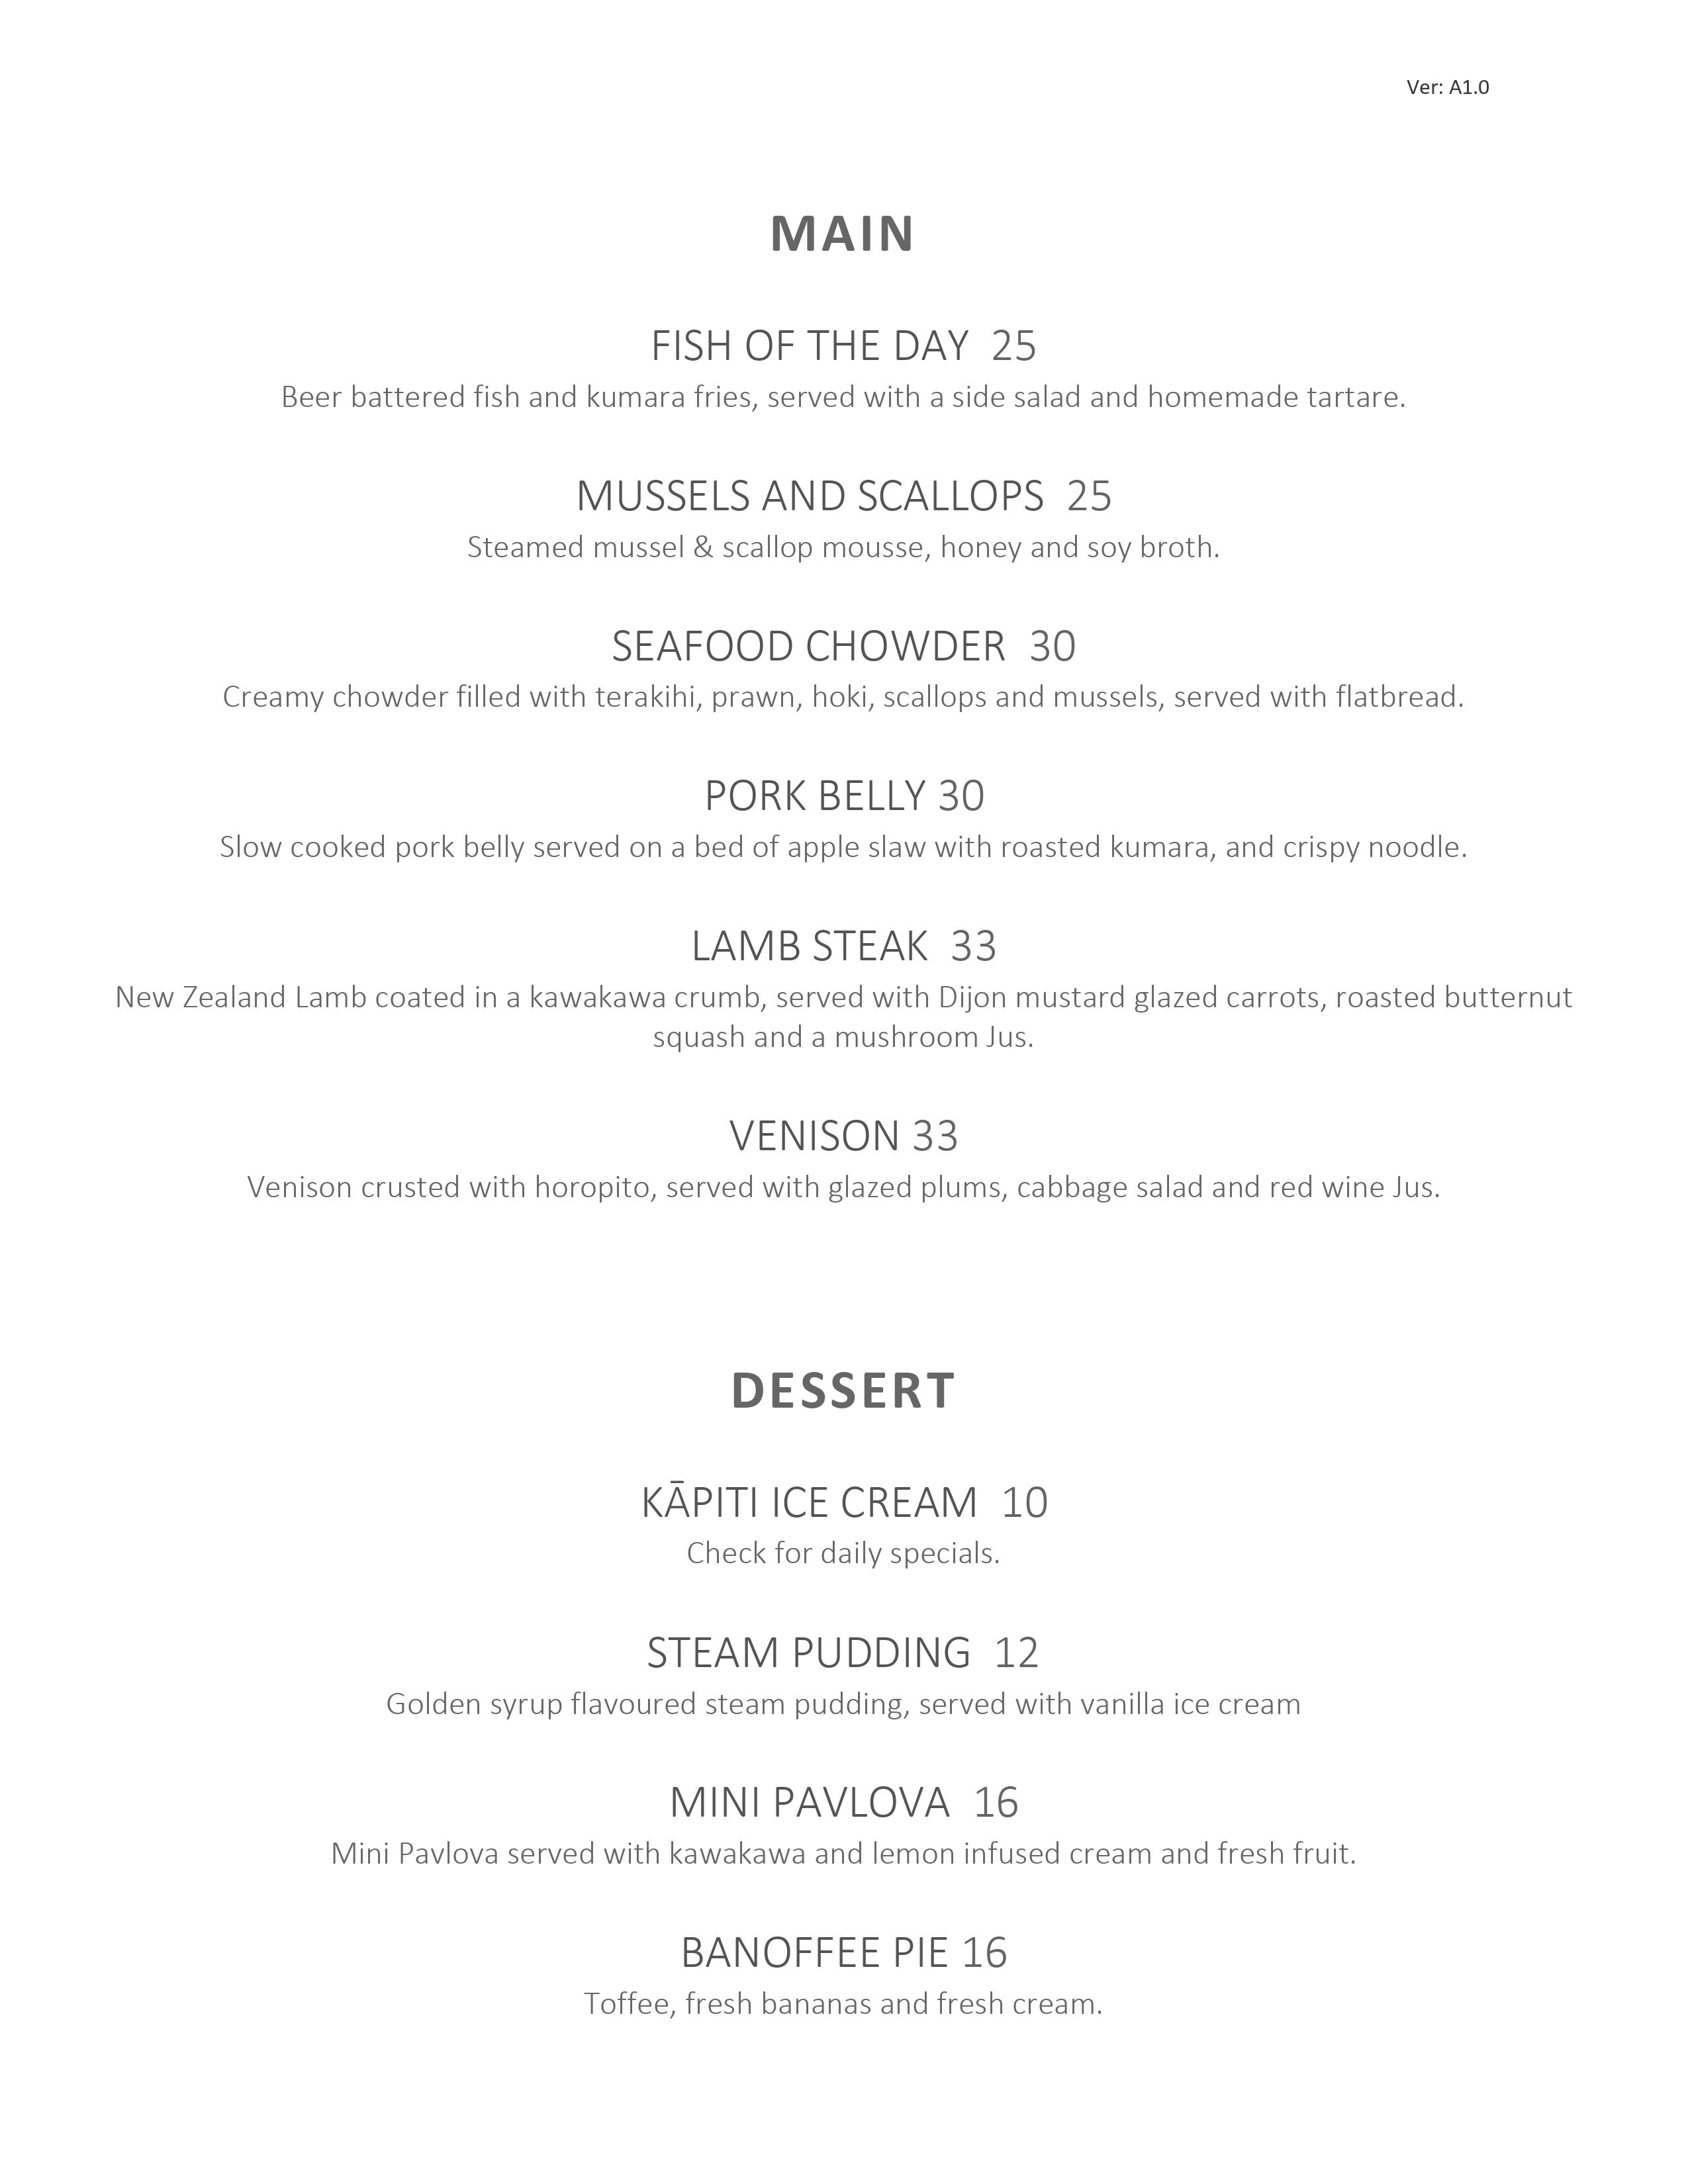 Ver: A1.0
MAIN
FISH OF THE DAY  25
Beer battered fish and kumara fries, served with a side salad and homemade tartare.
MUSSELS AND SCALLOPS  25
Steamed mussel & scallop mousse, honey and soy broth.
SEAFOOD CHOWDER  30
Creamy chowder filled with terakihi, prawn, hoki, scallops and mussels, served with flatbread.
PORK BELLY 30
Slow cooked pork belly served on a bed of apple slaw with roasted kumara, and crispy noodle.
LAMB STEAK  33
New Zealand Lamb coated in a kawakawa crumb, served with Dijon mustard glazed carrots, roasted butternut
squash and a mushroom Jus.
VENISON 33
Venison crusted with horopito, served with glazed plums, cabbage salad and red wine Jus.
DESSERT
KĀPITI ICE CREAM  10
Check for daily specials.
STEAM PUDDING  12
Golden syrup flavoured steam pudding, served with vanilla ice cream
MINI PAVLOVA  16
Mini Pavlova served with kawakawa and lemon infused cream and fresh fruit.
BANOFFEE PIE 16
Toffee, fresh bananas and fresh cream.